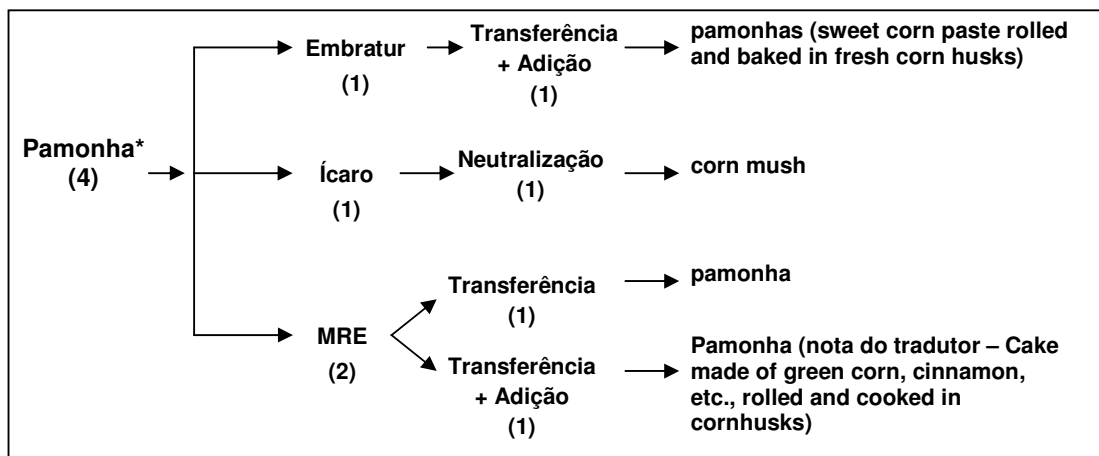 Pamonha*
(4)
Embratur
(1)
Transferência
+ Adição
(1)
pamonhas (sweet corn paste rolled
and baked in fresh corn husks)
Ícaro
(1)
Neutralização
(1)
corn mush
MRE
(2)
Transferência
(1)
pamonha
Transferência
+ Adição
(1)
Pamonha (nota do tradutor – Cake
made of green corn, cinnamon,
etc., rolled and cooked in
cornhusks)